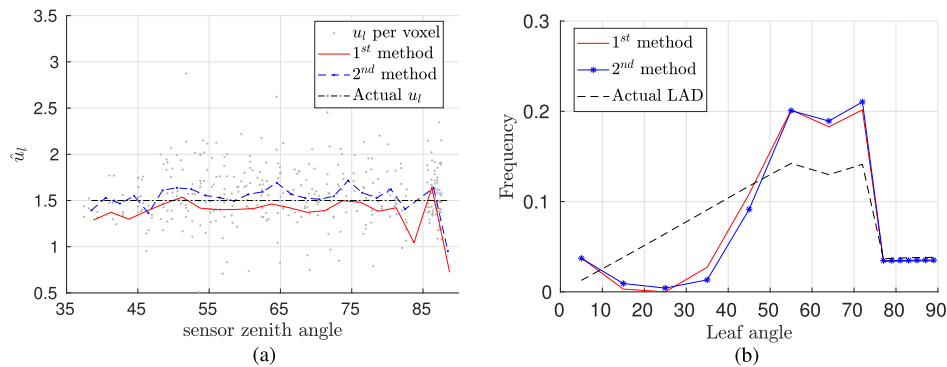 (a)
3.5
3
2.5
2
1.5
1
0.5
û_l
u_l per voxel
1^st method
2^nd method
Actual u_l
35 45 55 65 75 85
sensor zenith angle
(b)
0.3
0.2
0.1
0
Frequency
1^st method
2^nd method
Actual LAD
0 10 20 30 40 50 60 70 80 90
Leaf angle